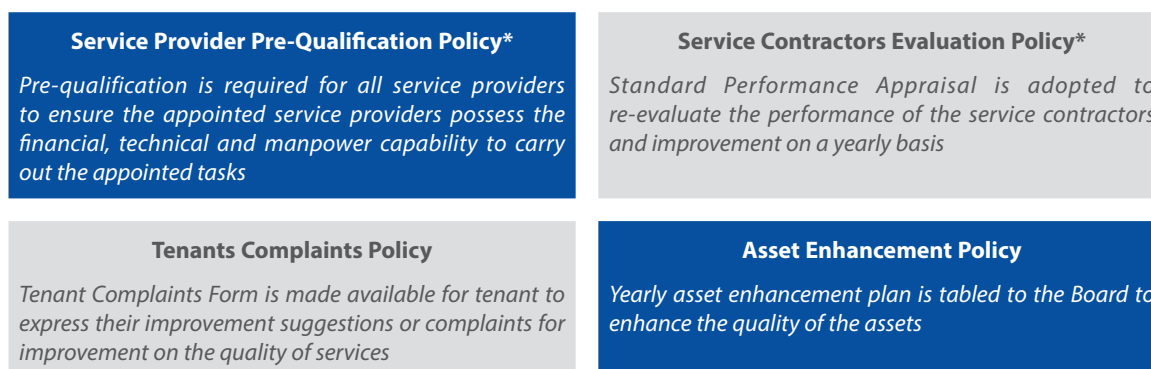 Service Provider Pre-Qualification Policy*
Pre-qualification is required for all service providers
to ensure the appointed service providers possess the
financial, technical and manpower capability to carry
out the appointed tasks
Service Contractors Evaluation Policy*
Standard Performance Appraisal is adopted to
re-evaluate the performance of the service contractors
and improvement on a yearly basis
Tenants Complaints Policy
Tenant Complaints Form is made available for tenant to
express their improvement suggestions or complaints for
improvement on the quality of services
Asset Enhancement Policy
Yearly asset enhancement plan is tabled to the Board to
enhance the quality of the assets